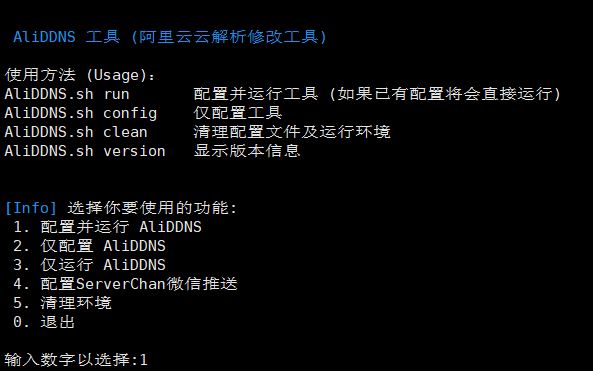 AliDDNS 工具 (阿里云云解析修改工具)
使用方法 (Usage)：
AliDDNS.sh run 配置并运行工具 (如果已有配置将会直接运行)
AliDDNS.sh config 仅配置工具
AliDDNS.sh clean 清理配置文件及运行环境
AliDDNS.sh version 显示版本信息
[Info] 选择你要使用的功能:
1. 配置并运行 AliDDNS
2. 仅配置 AliDDNS
3. 仅运行 AliDDNS
4. 配置ServerChan微信推送
5. 清理环境
0. 退出
输入数字以选择:1